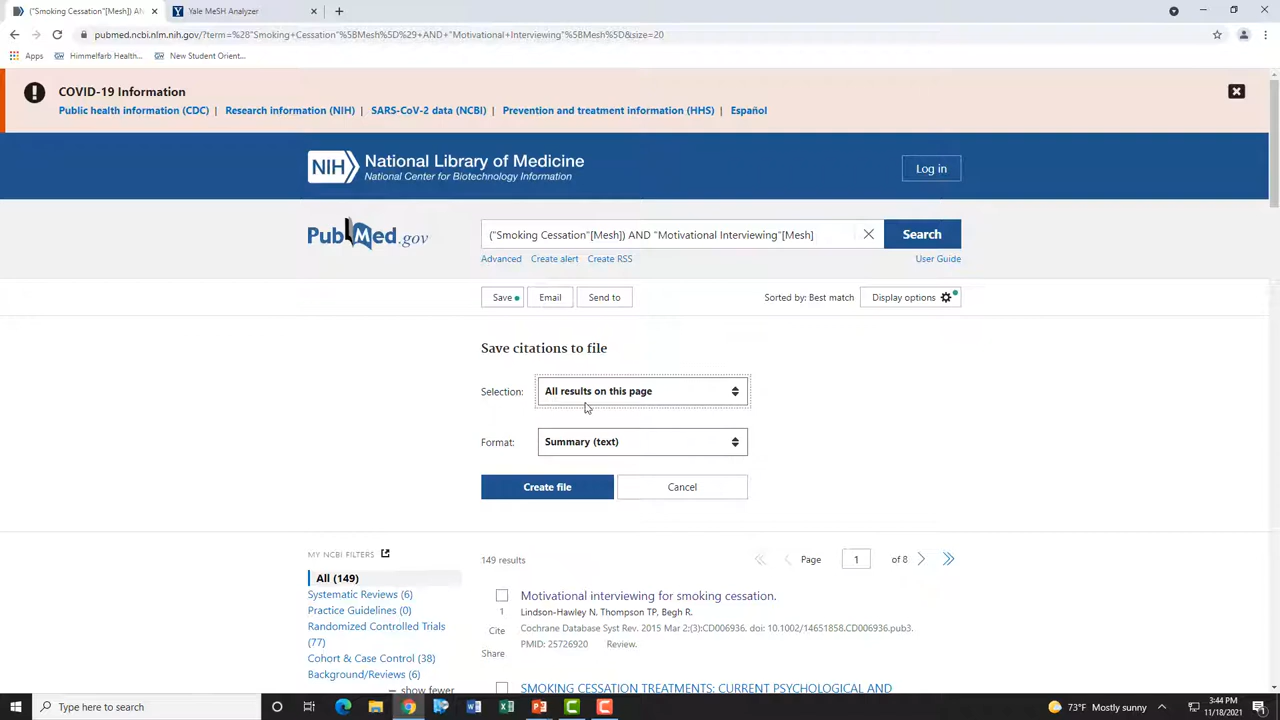 ("Smoking Cessation"[Mesh]) AN
Yale MeSH Analyzer
pubmed.ncbi.nlm.nih.gov/?term=%28"Smoking+Cessation"%5BMesh%5D%29+AND+"Motivational+Interviewing"%5BMesh%5D&size=20
Apps
Himmelfarb Health...
New Student Orient...
COVID-19 Information
Public health information (CDC) | Research information (NIH) | SARS-CoV-2 data (NCBI) | Prevention and treatment information (HHS) | Español
NIH
National Library of Medicine
National Center for Biotechnology Information
Log in
PubMed.gov
("Smoking Cessation"[Mesh]) AND "Motivational Interviewing"[Mesh]
Search
Advanced Create alert Create RSS
User Guide
Save Email Send to
Sorted by: Best match
Display options
Save citations to file
Selection: All results on this page
Format: Summary (text)
Create file
Cancel
MY NCBI FILTERS
All (149)
Systematic Reviews (6)
Practice Guidelines (0)
Randomized Controlled Trials
(77)
Cohort & Case Control (38)
Background/Reviews (6)
— show fewer
149 results
Page 1 of 8
Motivational interviewing for smoking cessation.
1
Lindson-Hawley N, Thompson TP, Begh R.
Cite
Cochrane Database Syst Rev. 2015 Mar 2;(3):CD006936. doi: 10.1002/14651858.CD006936.pub3.
PMID: 25726920 Review.
Share
SMOKING CESSATION TREATMENTS: CURRENT PSYCHOLOGICAL AND
Type here to search
73°F Mostly sunny
3:44 PM
11/18/2021